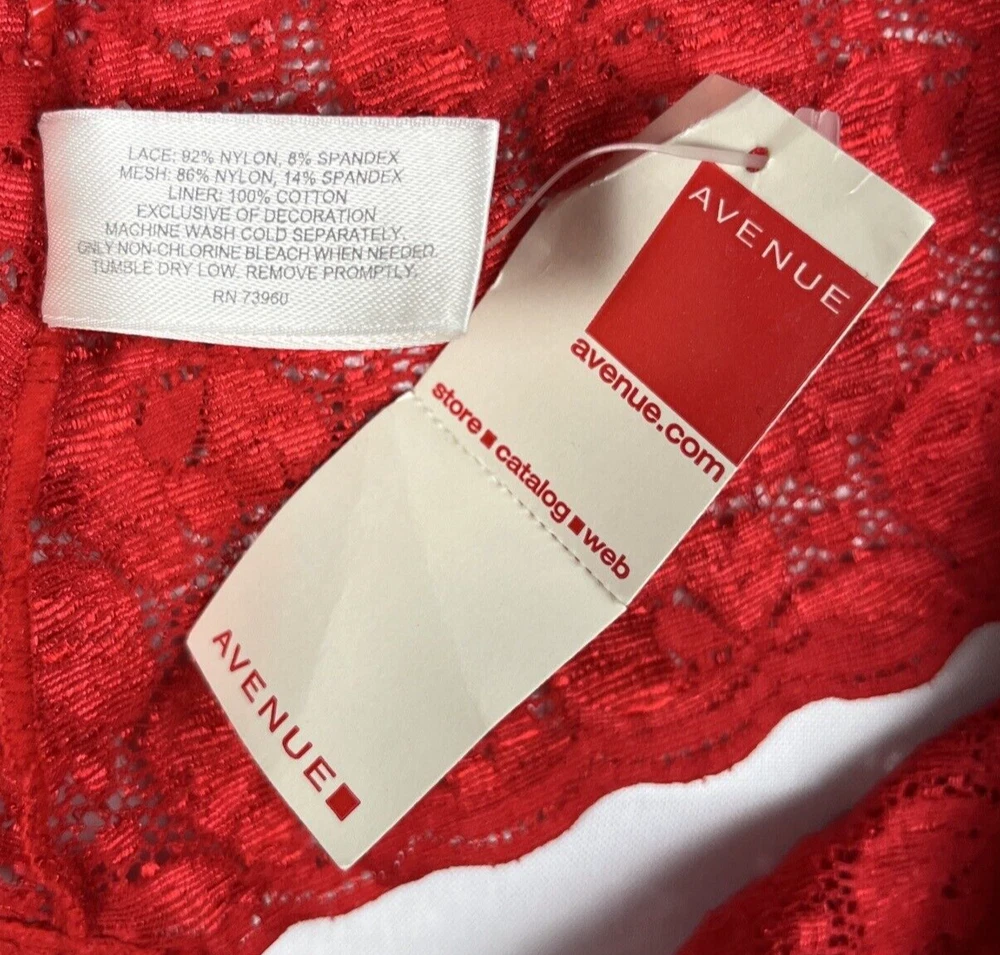 LACE: 92% NYLON, 8% SPANDEX
MESH: 86% NYLON, 14% SPANDEX
LINER: 100% COTTON
EXCLUSIVE OF DECORATION
MACHINE WASH COLD SEPARATELY.
ONLY NON-CHLORINE BLEACH WHEN NEEDED.
TUMBLE DRY LOW. REMOVE PROMPTLY.
RN 73960
AVENUE
avenue.com
store■catalog■web
AVENUE■